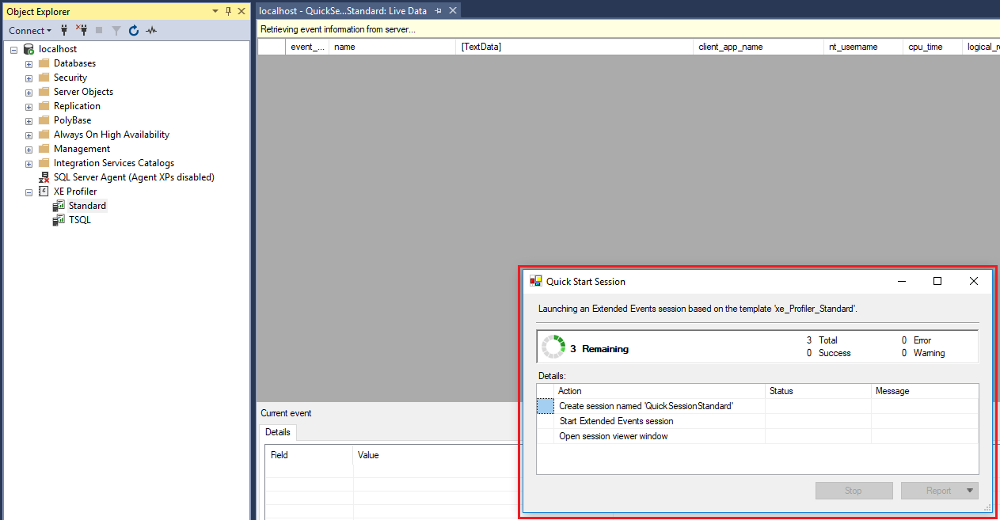 Object Explorer
Connect
localhost
Databases
Security
Server Objects
Replication
PolyBase
Always On High Availability
Management
Integration Services Catalogs
SQL Server Agent (Agent XPs disabled)
XE Profiler
Standard
TSQL
localhost - QuickSe...Standard: Live Data
Retrieving event information from server...
event_... name [TextData] client_app_name nt_username cpu_time logical_re
Current event
Details
Field Value
Quick Start Session
Launching an Extended Events session based on the template 'xe_Profiler_Standard'.
3 Remaining
3 Total 0 Error
0 Success 0 Warning
Details:
Action Status Message
Create session named 'QuickSessionStandard'
Start Extended Events session
Open session viewer window
Stop Report